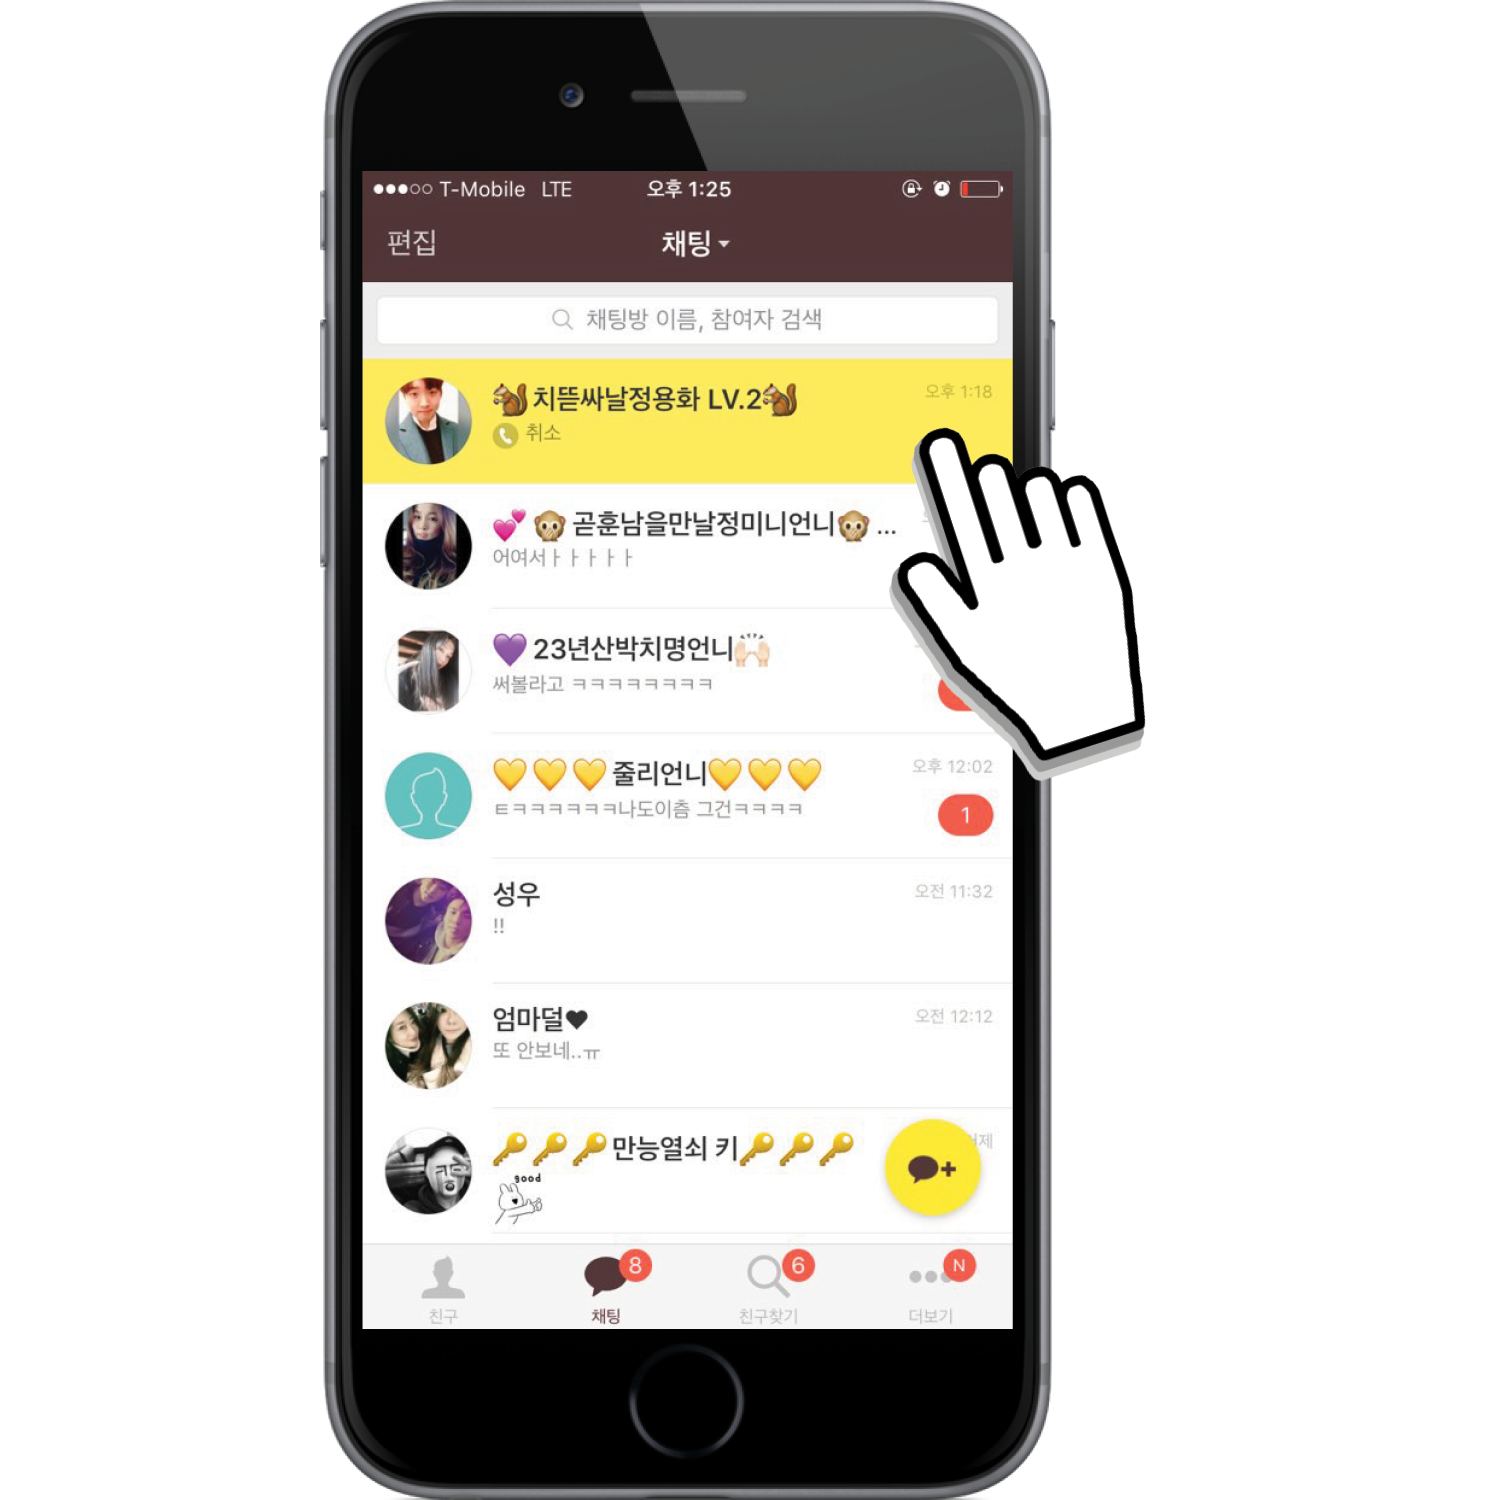 T-Mobile LTE 오후 1:25
편집 채팅
채팅방 이름, 참여자 검색
🐿️치뜯싸날정용화 LV.2🐿️ 오후 1:18
취소
💕🙊곧훈남을만날정미니언니🙊 ...
어여서ㅏㅏㅏㅏㅏ
💜23년산박치명언니🙌🏻
써볼라고 ㅋㅋㅋㅋㅋㅋㅋㅋ
💛💛💛줄리언니💛💛💛 오후 12:02
ㅌㅋㅋㅋㅋㅋㅋ나도이츰 그건ㅋㅋㅋㅋ 1
성우 오전 11:32
!!
엄마덜♥ 오전 12:12
또 안보네..ㅠ
🔑🔑🔑만능열쇠 키🔑🔑🔑
good
8 6 N
친구 채팅 친구찾기 더보기